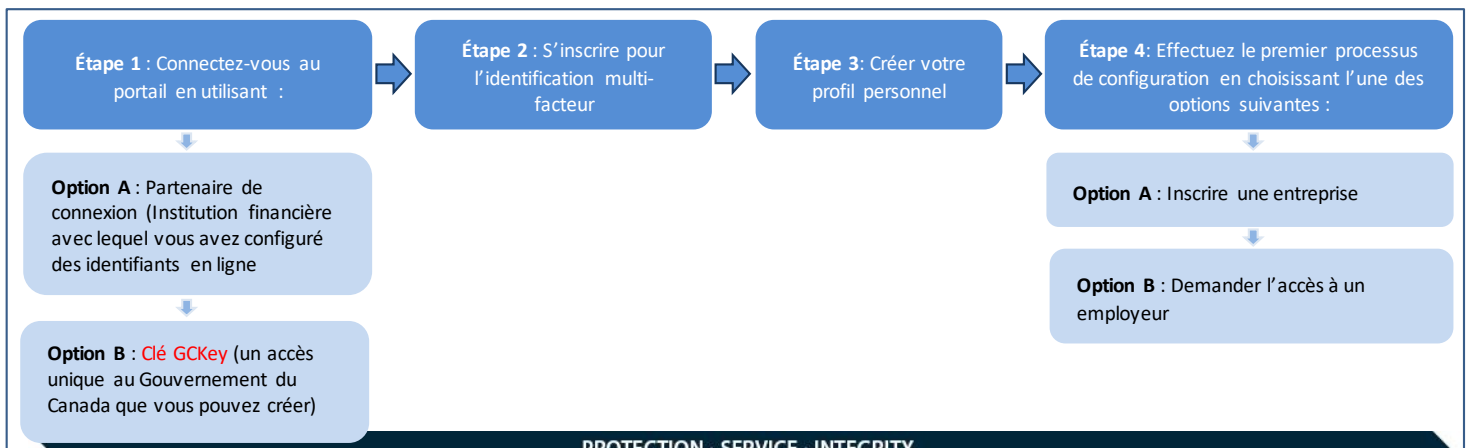 Étape 1 : Connectez-vous au
portail en utilisant :
Étape 2 : S’inscrire pour
l’identification multi-
facteur
Étape 3: Créer votre
profil personnel
Étape 4: Effectuez le premier processus
de configuration en choisissant l’une des
options suivantes :
Option A : Partenaire de
connexion (Institution financière
avec lequel vous avez configuré
des identifiants en ligne
Option B : Clé GCKey (un accès
unique au Gouvernement du
Canada que vous pouvez créer)
Option A : Inscrire une entreprise
Option B : Demander l’accès à un
employeur
PROTECTION · SERVICE · INTEGRITY